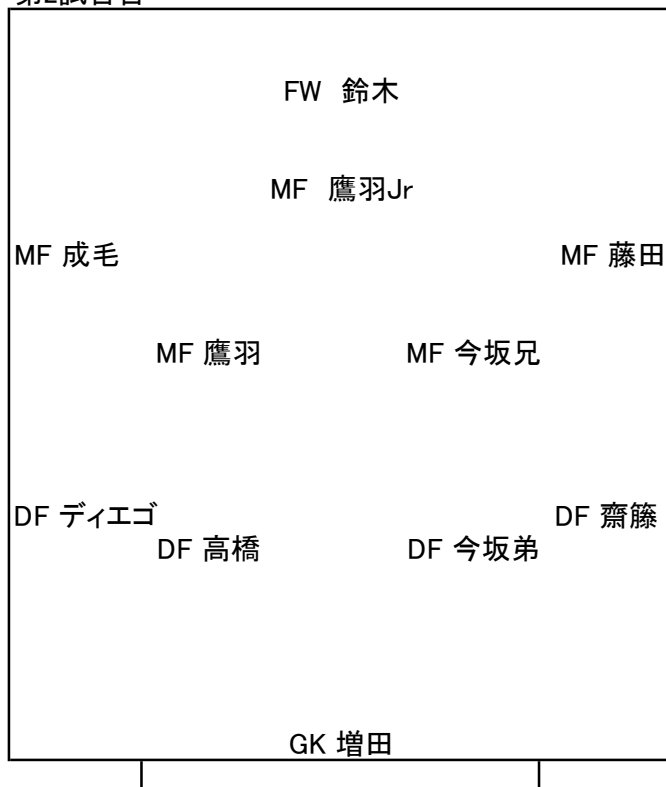 FW 鈴木
MF 鷹羽Jr
MF 成毛 MF 藤田
MF 鷹羽 MF 今坂兄
DF ディエゴ DF 齋籐
DF 高橋 DF 今坂弟
GK 増田